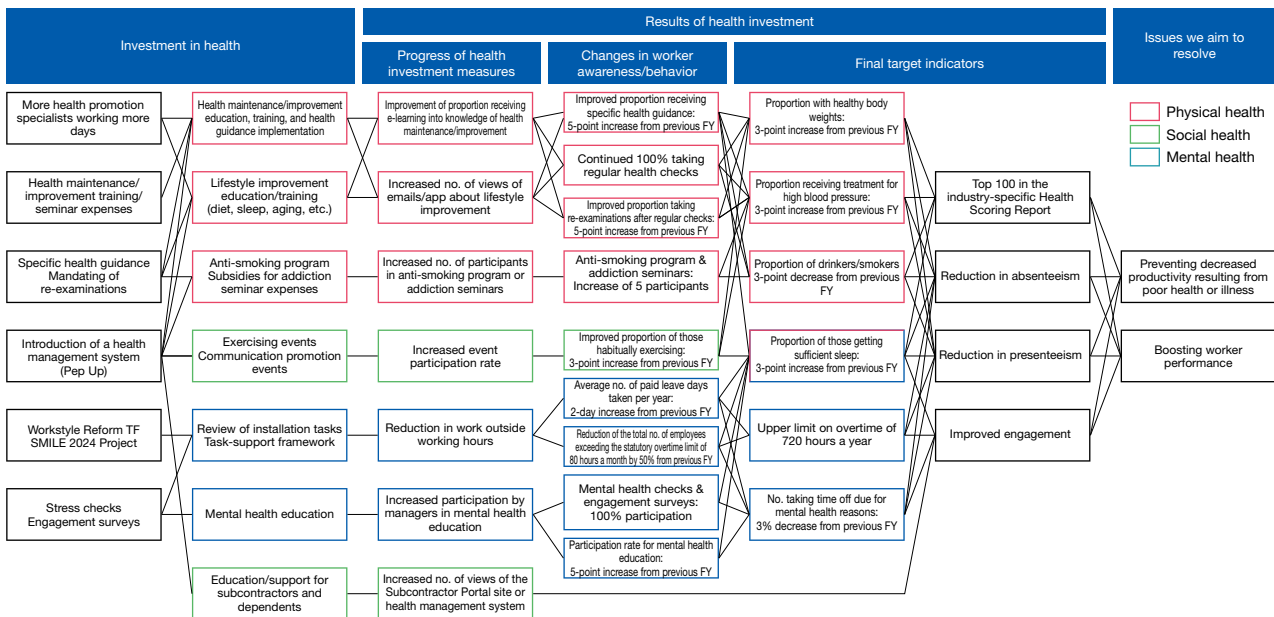 Investment in health
Results of health investment
Issues we aim to
resolve
Progress of health
investment measures
Changes in worker
awareness/behavior
Final target indicators
Physical health
Social health
Mental health
More health promotion
specialists working more
days
Health maintenance/
improvement training/
seminar expenses
Specific health guidance
Mandating of
re-examinations
Introduction of a health
management system
(Pep Up)
Workstyle Reform TF
SMILE 2024 Project
Stress checks
Engagement surveys
Health maintenance/improvement
education, training, and health
guidance implementation
Lifestyle improvement
education/training
(diet, sleep, aging, etc.)
Anti-smoking program
Subsidies for addiction
seminar expenses
Exercising events
Communication promotion
events
Review of installation tasks
Task-support framework
Mental health education
Education/support for
subcontractors and
dependents
Improvement of proportion receiving
e-learning into knowledge of health
maintenance/improvement
Increased no. of views of
emails/app about lifestyle
improvement
Increased no. of participants
in anti-smoking program or
addiction seminars
Increased event
participation rate
Reduction in work outside
working hours
Increased participation by
managers in mental health
education
Increased no. of views of the
Subcontractor Portal site or
health management system
Improved proportion receiving
specific health guidance:
5-point increase from previous FY
Continued 100% taking
regular health checks
Improved proportion taking
re-examinations after regular checks:
5-point increase from previous FY
Anti-smoking program &
addiction seminars:
Increase of 5 participants
Improved proportion of those
habitually exercising:
3-point increase from previous FY
Average no. of paid leave days
taken per year:
2-day increase from previous FY
Reduction of the total no. of employees
exceeding the statutory overtime limit of
80 hours a month by 50% from previous FY
Mental health checks &
engagement surveys:
100% participation
Participation rate for mental health
education:
5-point increase from previous FY
Proportion with healthy body
weights:
3-point increase from previous FY
Proportion receiving treatment for
high blood pressure:
3-point increase from previous FY
Proportion of drinkers/smokers
3-point decrease from previous
FY
Proportion of those getting
sufficient sleep:
3-point increase from previous FY
Upper limit on overtime of
720 hours a year
No. taking time off due for
mental health reasons:
3% decrease from previous FY
Top 100 in the
industry-specific Health
Scoring Report
Reduction in absenteeism
Reduction in presenteeism
Improved engagement
Preventing decreased
productivity resulting from
poor health or illness
Boosting worker
performance